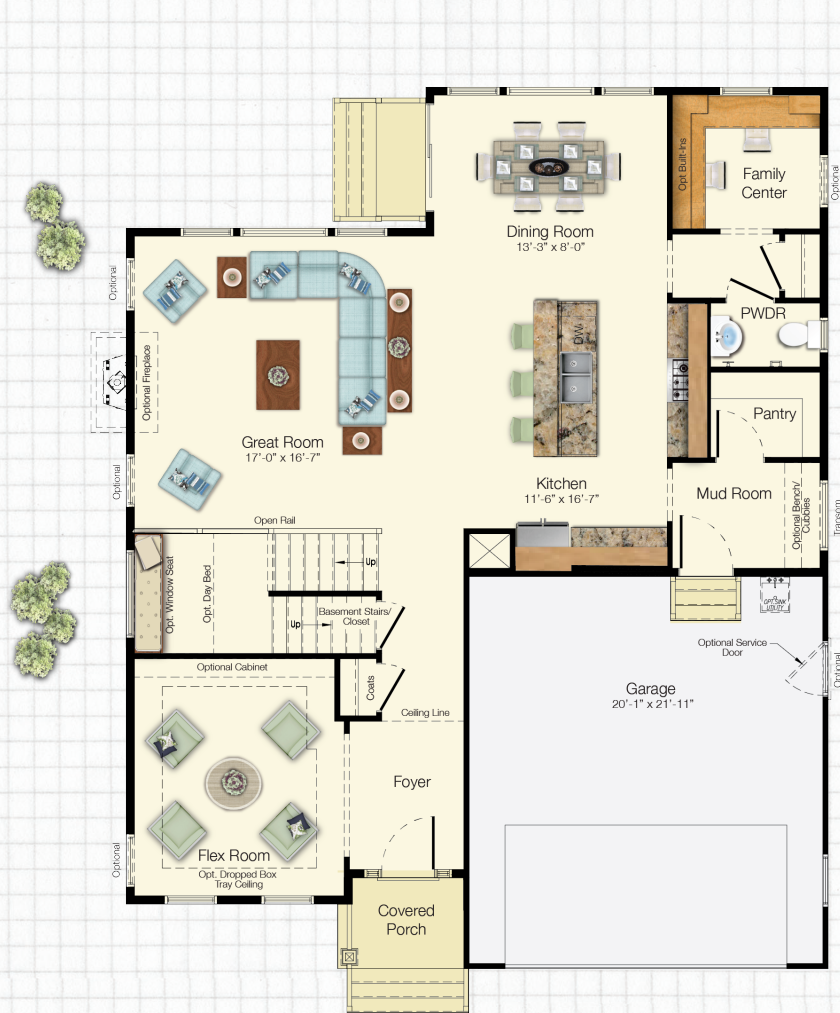 Opt Built-Ins
Family
Center
Optional
Dining Room
13'-3" x 8'-0"
Optional
PWDR
DW
Optional Fireplace
Pantry
Great Room
17'-0" x 16'-7"
Optional
Kitchen
11'-6" x 16'-7"
Mud Room
Optional Bench/
Cubbies
Transom
Open Rail
Up
Opt. Window Seat
Opt. Day Bed
Basement Stairs/
Closet
Up
OPT. SINK
UTILITY
Optional Service
Door
Optional
Optional Cabinet
Coats
Garage
20'-1" x 21'-11"
Ceiling Line
Foyer
Optional
Flex Room
Opt. Dropped Box
Tray Ceiling
Covered
Porch